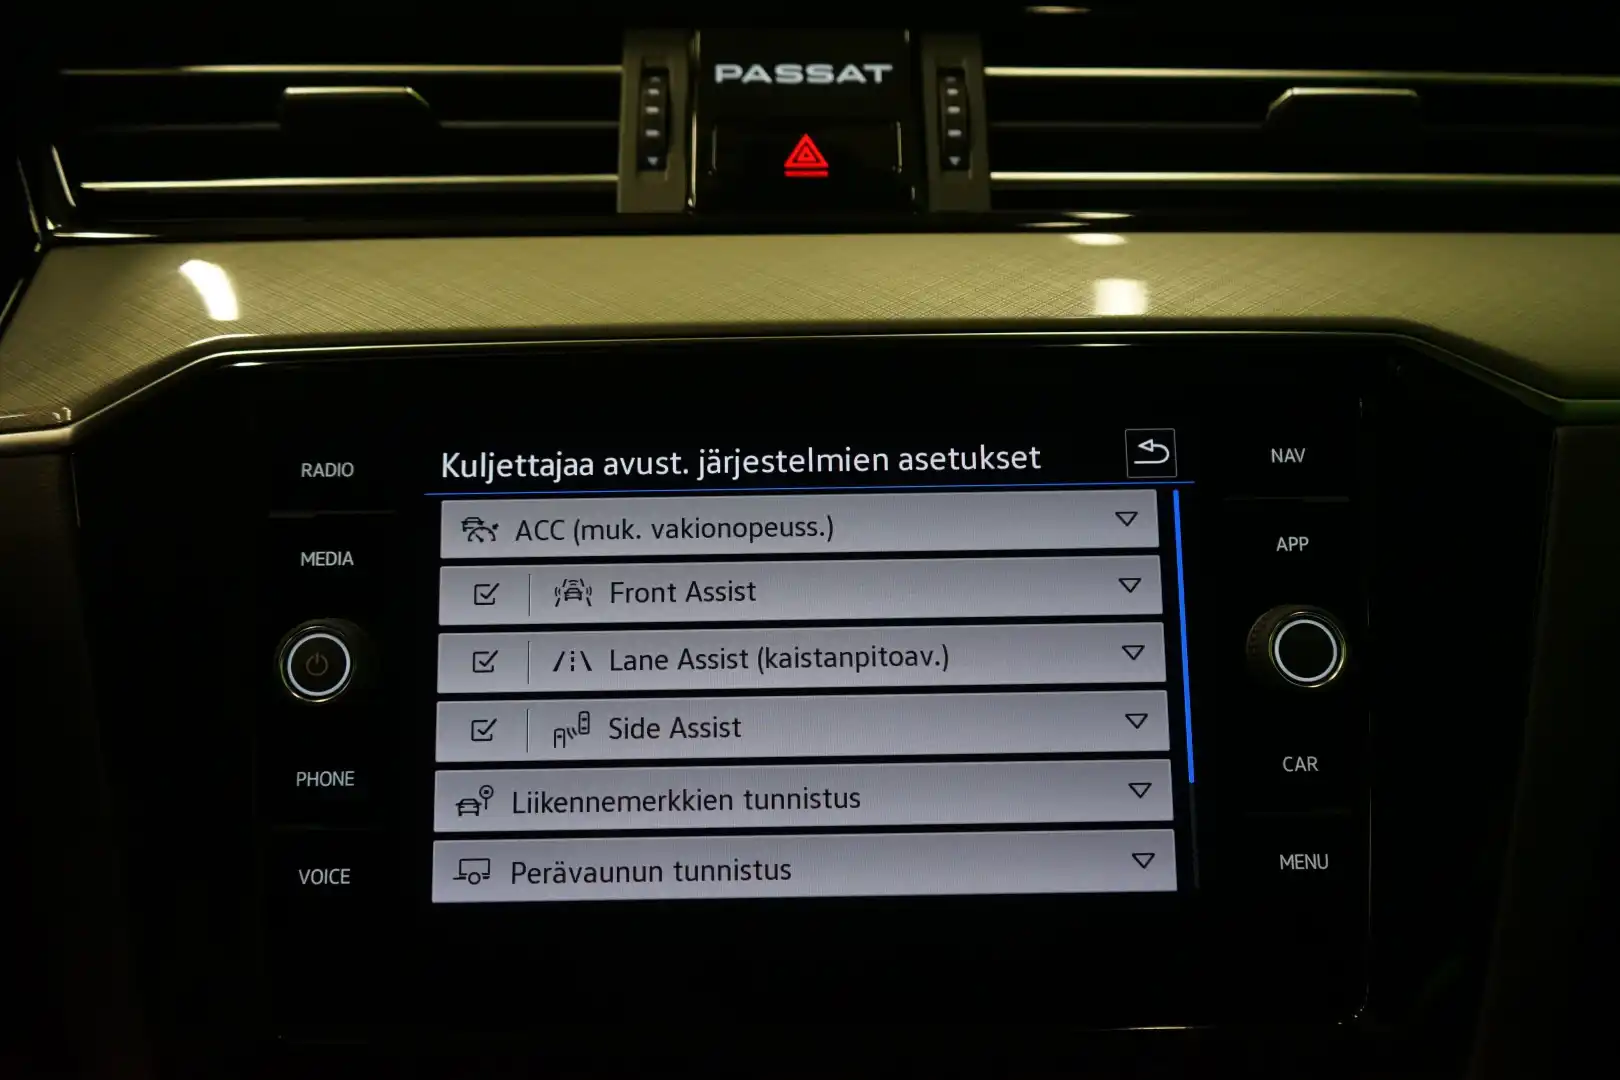 PASSAT
Kuljettajaa avust. järjestelmien asetukset
RADIO
MEDIA
PHONE
VOICE
ACC (muk. vakionopeuss.)
Front Assist
Lane Assist (kaistanpitoav.)
Side Assist
Liikennemerkkien tunnistus
Perävaunun tunnistus
NAV
APP
CAR
MENU